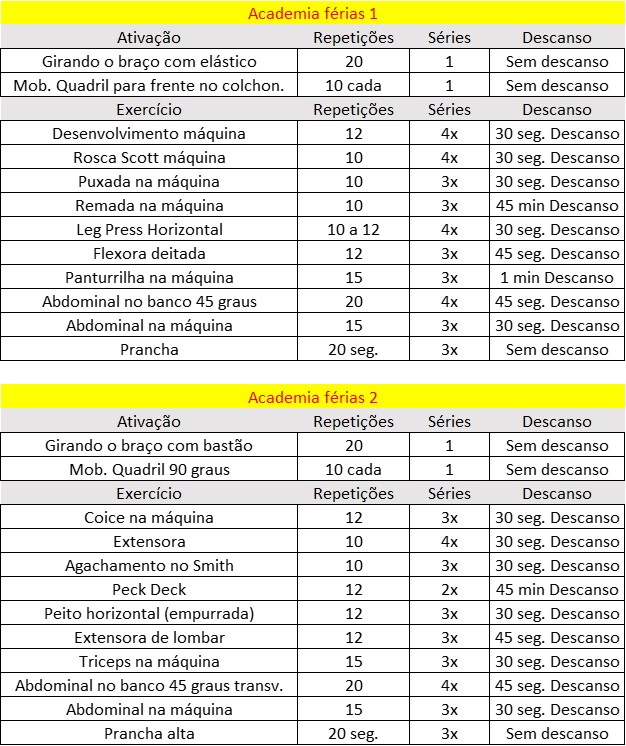 Academia férias 1
Ativação Repetições Séries Descanso
Girando o braço com elástico 20 1 Sem descanso
Mob. Quadril para frente no colchon. 10 cada 1 Sem descanso
Exercício Repetições Séries Descanso
Desenvolvimento máquina 12 4x 30 seg. Descanso
Rosca Scott máquina 10 4x 30 seg. Descanso
Puxada na máquina 10 3x 30 seg. Descanso
Remada na máquina 10 3x 45 min Descanso
Leg Press Horizontal 10 a 12 4x 30 seg. Descanso
Flexora deitada 12 3x 45 seg. Descanso
Panturrilha na máquina 15 3x 1 min Descanso
Abdominal no banco 45 graus 20 4x 45 seg. Descanso
Abdominal na máquina 15 3x 30 seg. Descanso
Prancha 20 seg. 3x Sem descanso
Academia férias 2
Ativação Repetições Séries Descanso
Girando o braço com bastão 20 1 Sem descanso
Mob. Quadril 90 graus 10 cada 1 Sem descanso
Exercício Repetições Séries Descanso
Coice na máquina 12 3x 30 seg. Descanso
Extensora 10 4x 30 seg. Descanso
Agachamento no Smith 10 3x 30 seg. Descanso
Peck Deck 12 2x 45 min Descanso
Peito horizontal (empurrada) 12 3x 30 seg. Descanso
Extensora de lombar 12 3x 45 seg. Descanso
Triceps na máquina 15 3x 30 seg. Descanso
Abdominal no banco 45 graus transv. 20 4x 45 seg. Descanso
Abdominal na máquina 15 3x 30 seg. Descanso
Prancha alta 20 seg. 3x Sem descanso